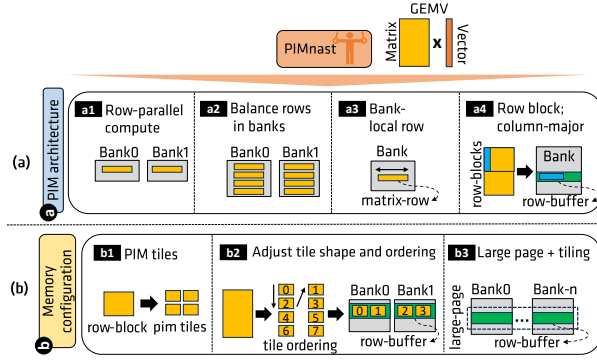 GEMV
PIMnast
Matrix
x
Vector
(a)
a PIM architecture
a1 Row-parallel
compute
Bank0 Bank1
a2 Balance rows
in banks
Bank0 Bank1
a3 Bank-
local row
Bank
matrix-row
a4 Row block;
column-major
row-blocks
Bank
row-buffer
(b)
b Memory
configuration
b1 PIM tiles
row-block pim tiles
b2 Adjust tile shape and ordering
0 1
2 3
4 5
6 7
tile ordering
Bank0 Bank1
0 1 2 3
row-buffer
b3 Large page + tiling
large-page
Bank0 Bank-n
...
row-buffer